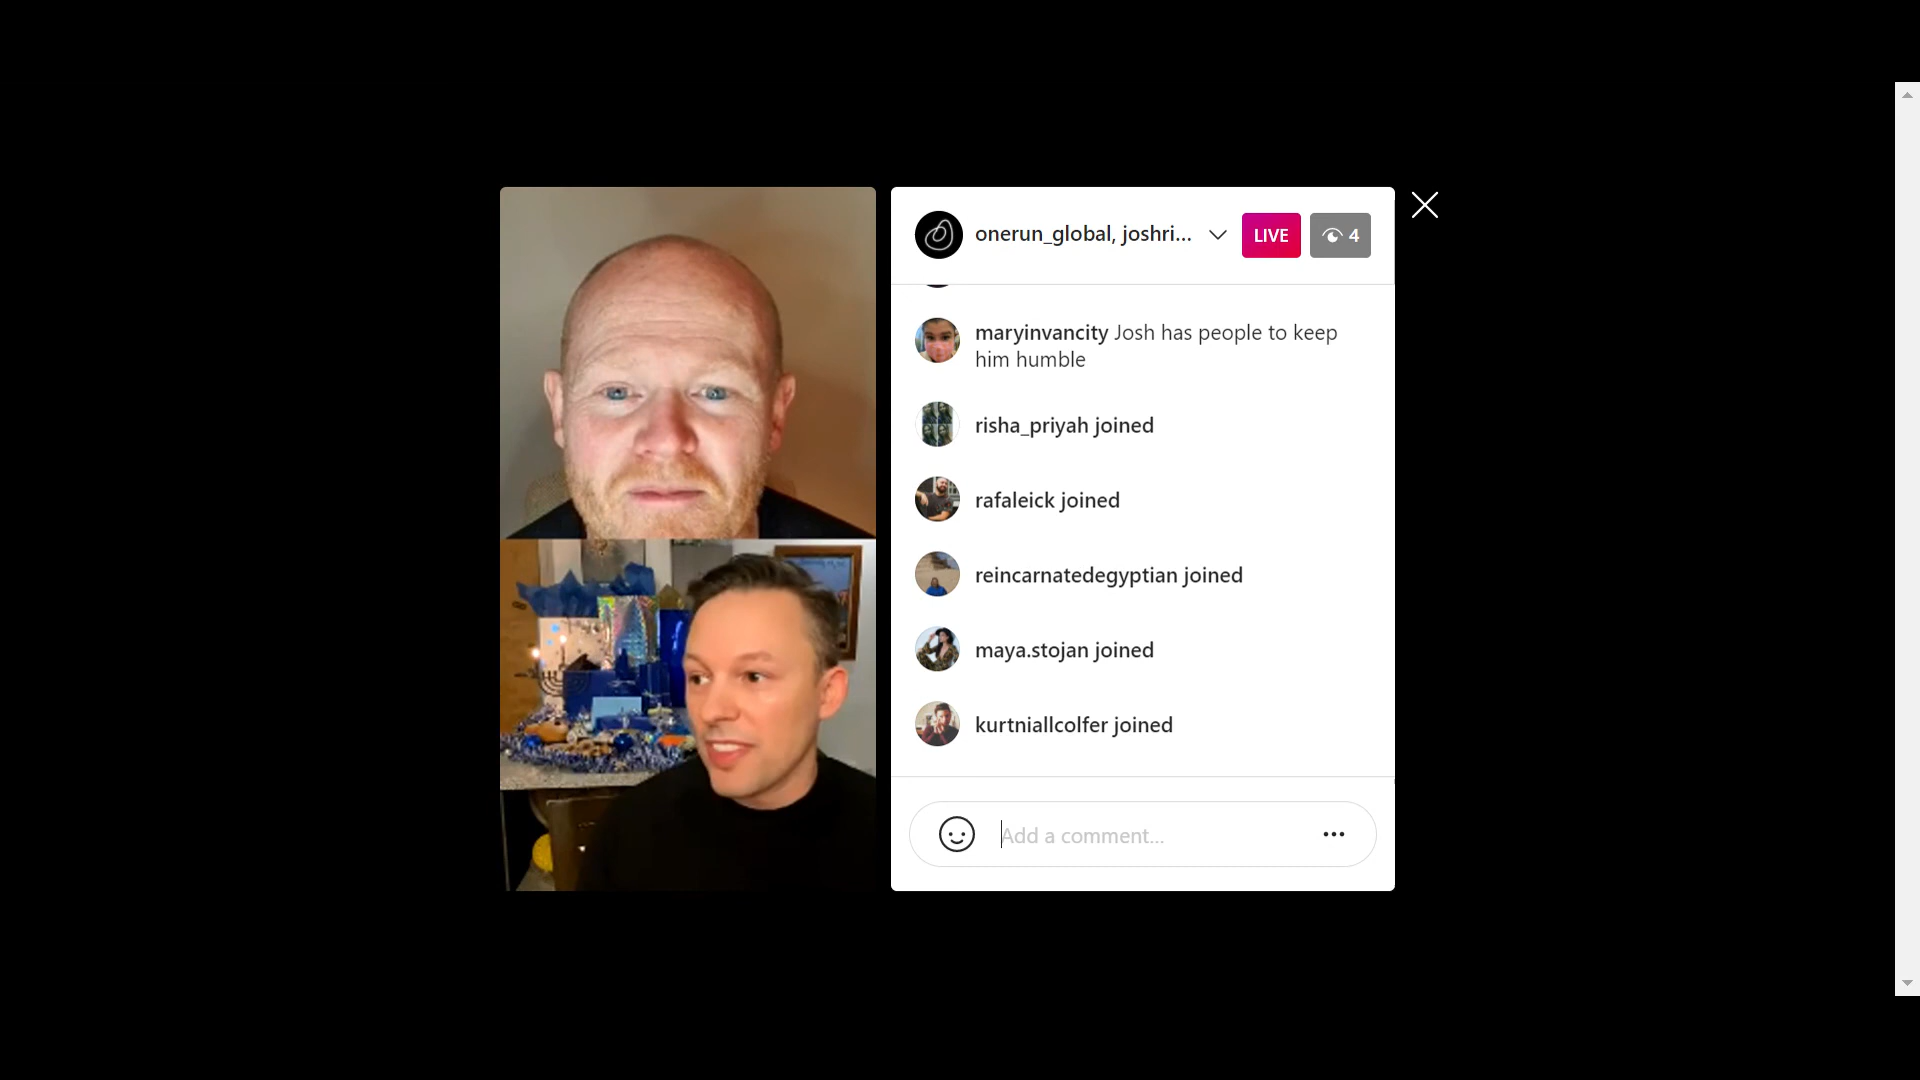 onerun_global, joshri...
LIVE
4
maryinvancity Josh has people to keep
him humble
risha_priyah joined
rafaleick joined
reincarnatedegyptian joined
maya.stojan joined
kurtniallcolfer joined
Add a comment...